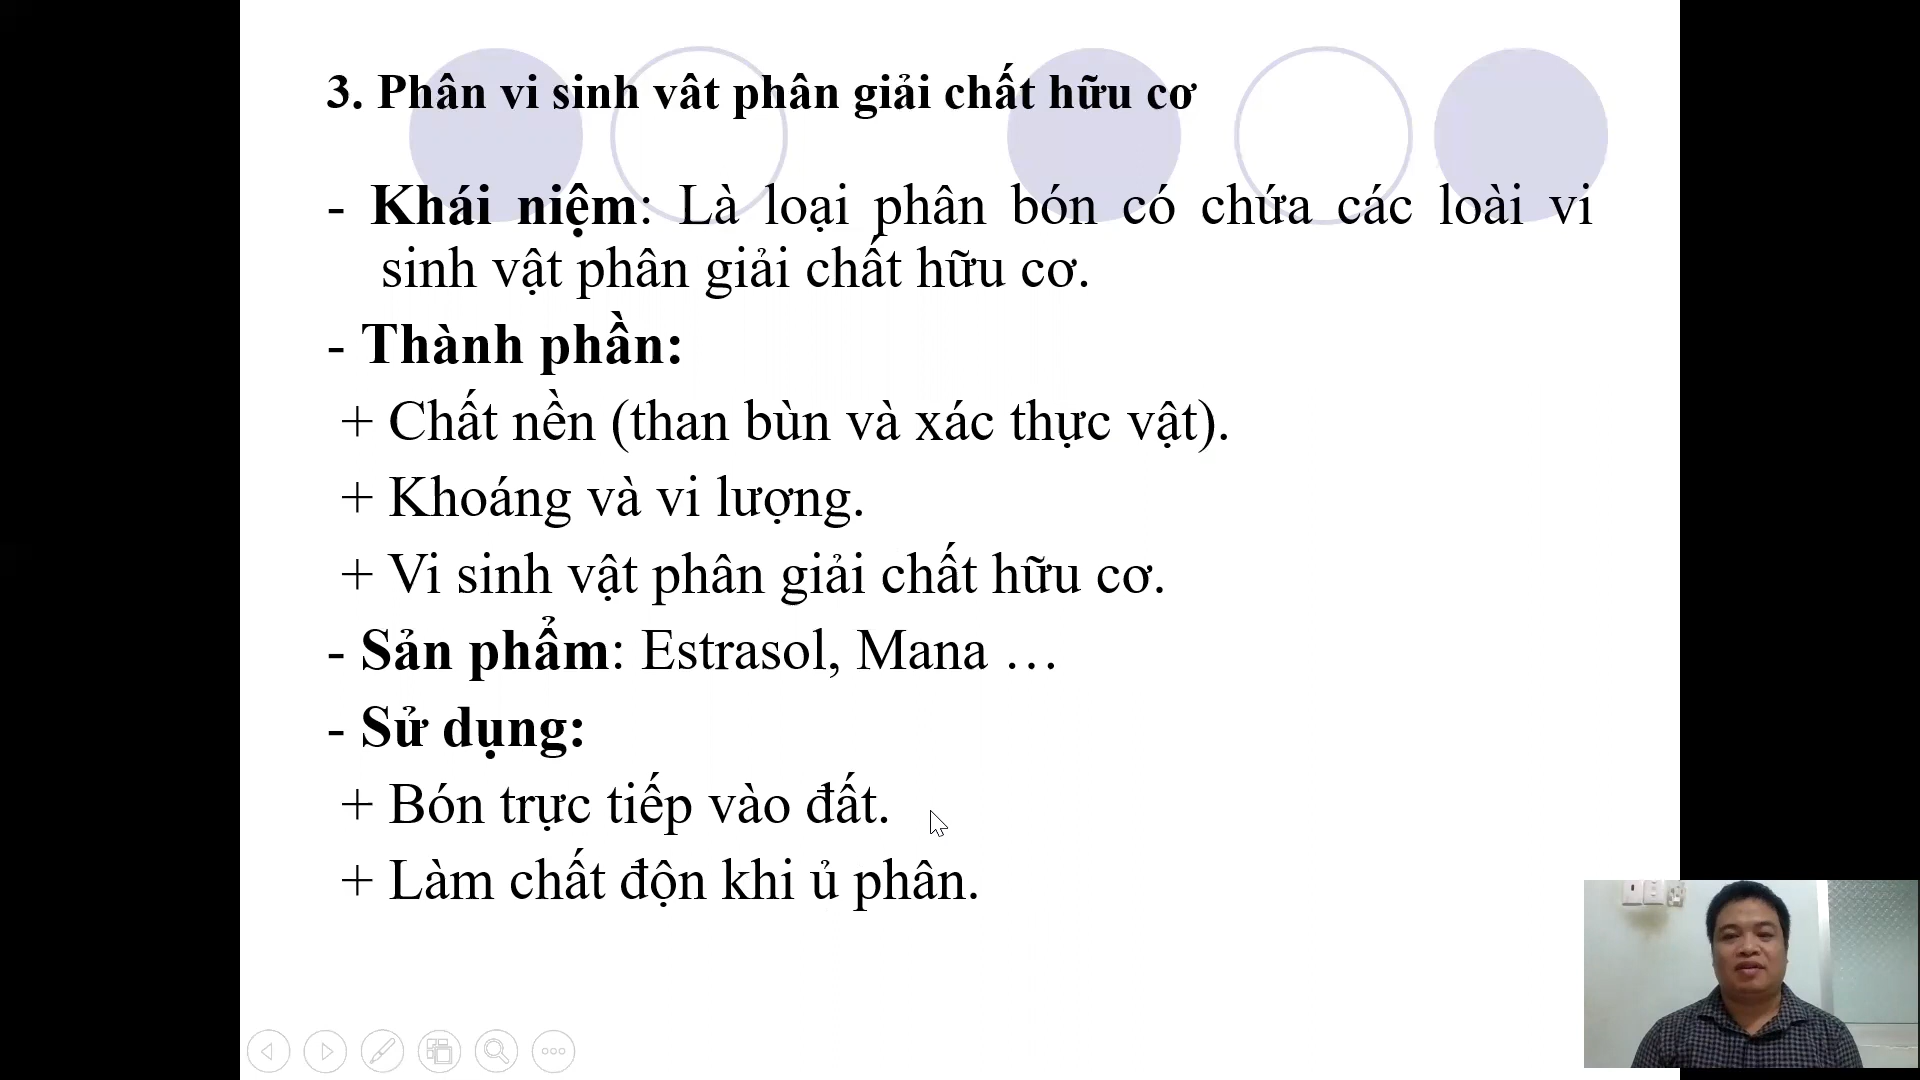 3. Phân vi sinh vât phân giải chất hữu cơ
- Khái niệm: Là loại phân bón có chứa các loài vi
sinh vật phân giải chất hữu cơ.
- Thành phần:
+ Chất nền (than bùn và xác thực vật).
+ Khoáng và vi lượng.
+ Vi sinh vật phân giải chất hữu cơ.
- Sản phẩm: Estrasol, Mana …
- Sử dụng:
+ Bón trực tiếp vào đất.
+ Làm chất độn khi ủ phân.